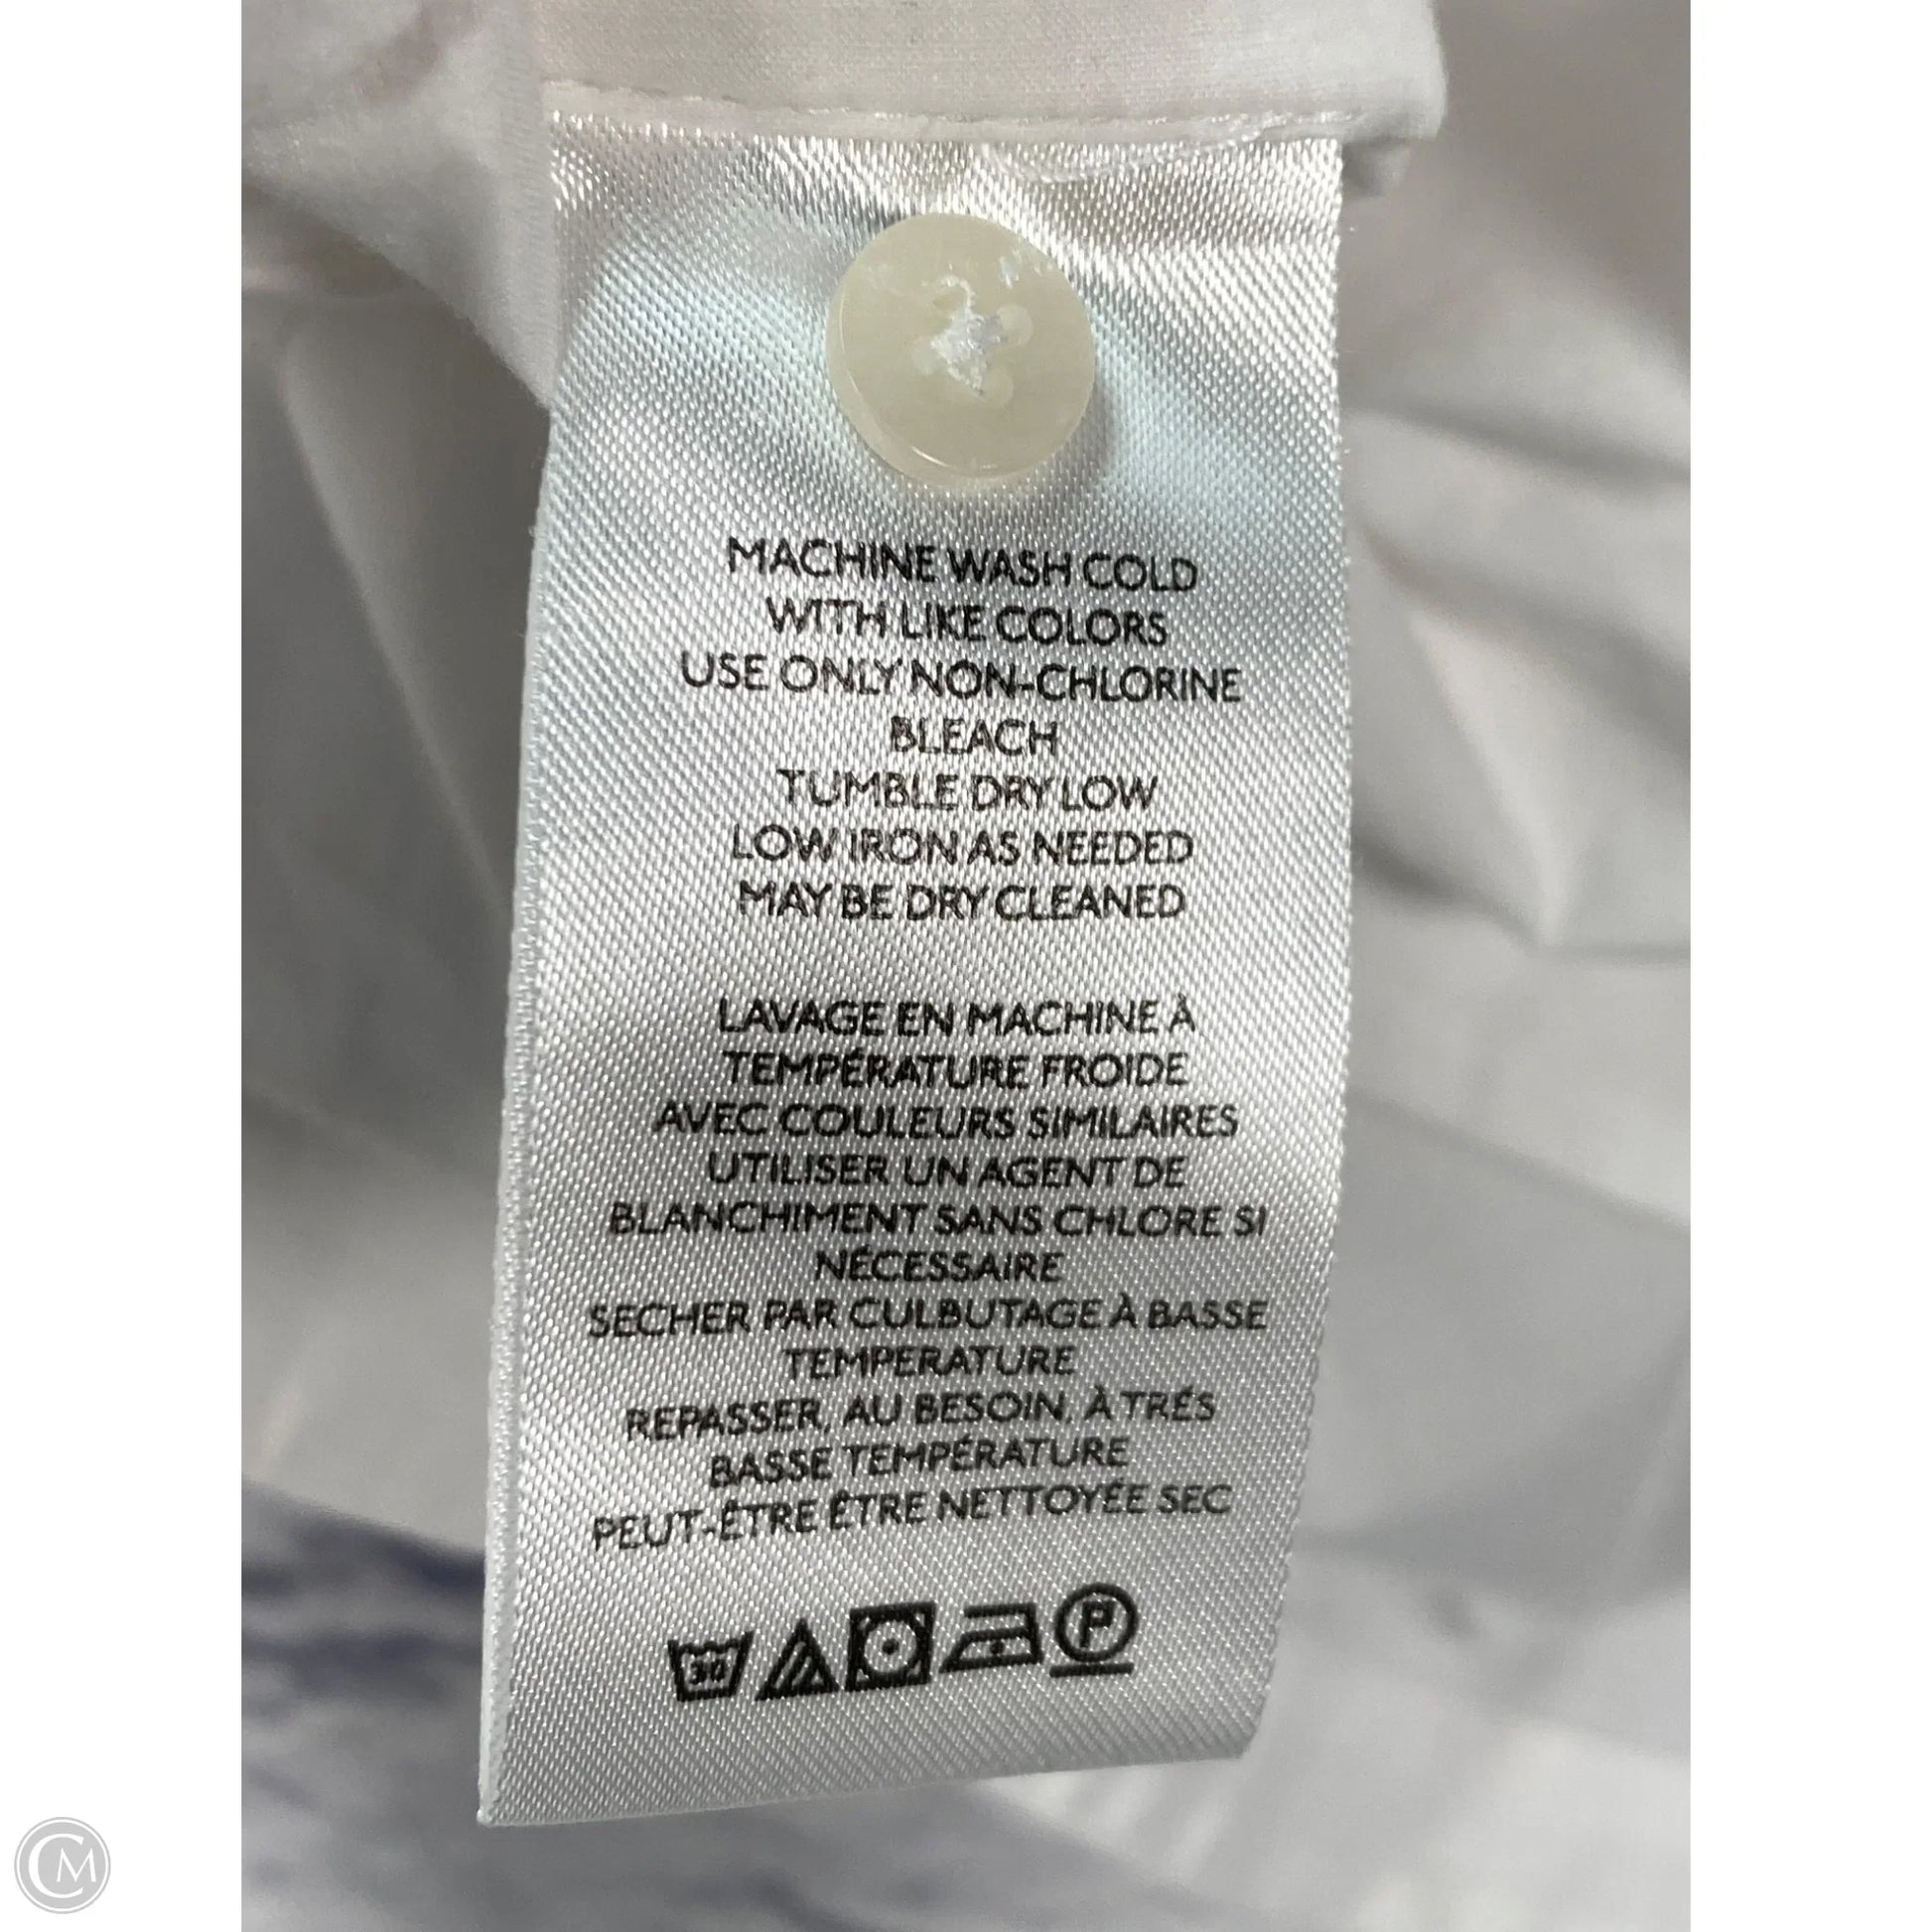 MACHINE WASH COLD
WITH LIKE COLORS
USE ONLY NON-CHLORINE
BLEACH
TUMBLE DRY LOW
LOW IRON AS NEEDED
MAY BE DRY CLEANED
LAVAGE EN MACHINE À
TEMPÉRATURE FROIDE
AVEC COULEURS SIMILAIRES
UTILISER UN AGENT DE
BLANCHIMENT SANS CHLORE SI
NÉCESSAIRE
SECHER PAR CULBUTAGE À BASSE
TEMPERATURE
REPASSER, AU BESOIN, À TRÉS
BASSE TEMPÉRATURE
PEUT-ÊTRE ÊTRE NETTOYÉE SEC
30 P
CM